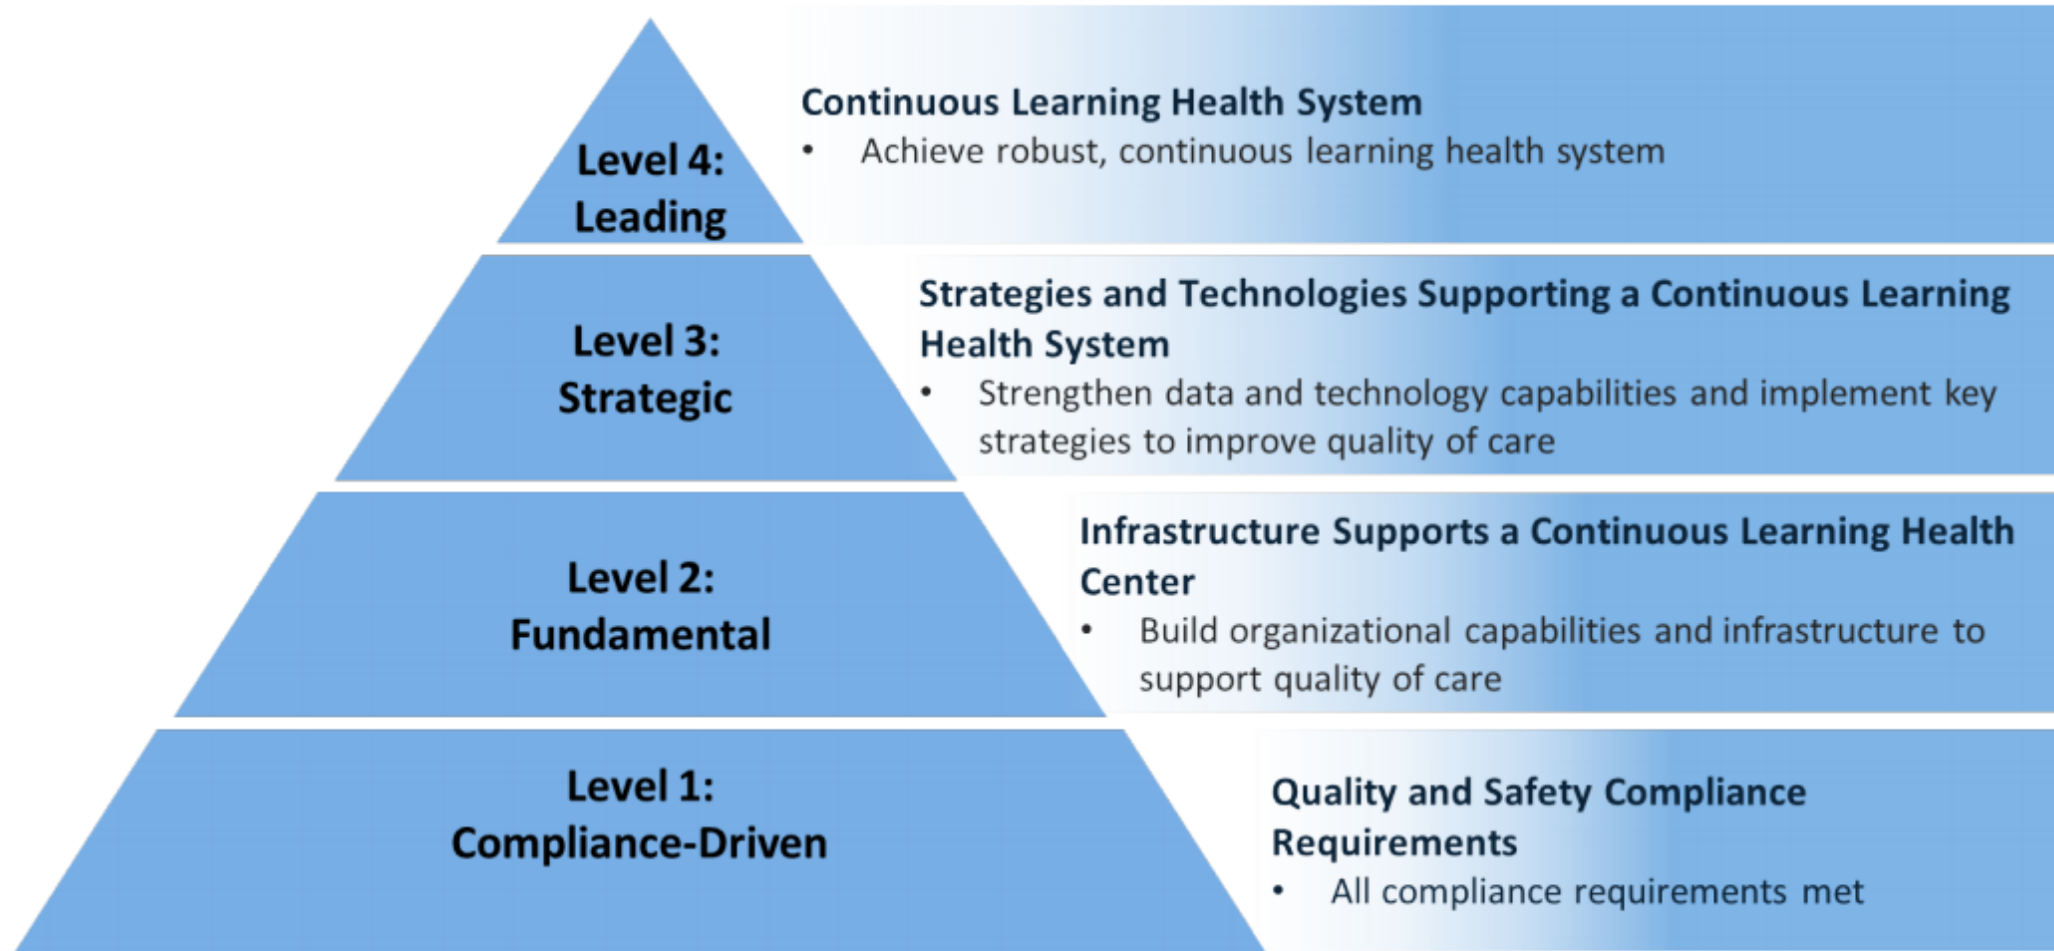 Level 4:
Leading
Continuous Learning Health System
• Achieve robust, continuous learning health system
Level 3:
Strategic
Strategies and Technologies Supporting a Continuous Learning
Health System
• Strengthen data and technology capabilities and implement key
strategies to improve quality of care
Level 2:
Fundamental
Infrastructure Supports a Continuous Learning Health
Center
• Build organizational capabilities and infrastructure to
support quality of care
Level 1:
Compliance-Driven
Quality and Safety Compliance
Requirements
• All compliance requirements met